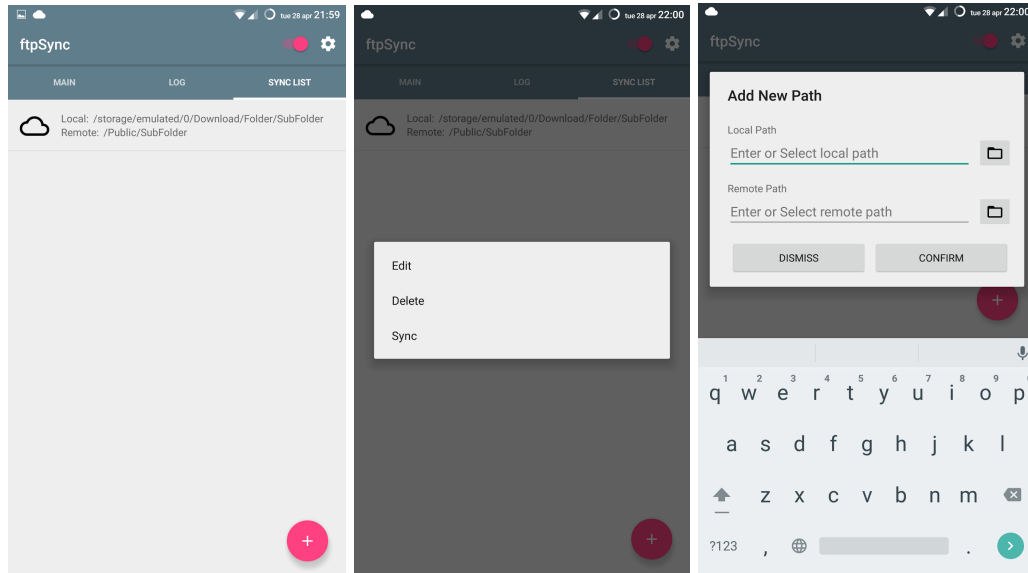 tue 28 apr 21:59
ftpSync
MAIN LOG SYNC LIST
Local: /storage/emulated/0/Download/Folder/SubFolder
Remote: /Public/SubFolder
+
tue 28 apr 22:00
ftpSync
MAIN LOG SYNC LIST
Local: /storage/emulated/0/Download/Folder/SubFolder
Remote: /Public/SubFolder
Edit
Delete
Sync
+
tue 28 apr 22:00
ftpSync
Add New Path
Local Path
Enter or Select local path
Remote Path
Enter or Select remote path
DISMISS CONFIRM
+
1 2 3 4 5 6 7 8 9
q w e r t y u i o p
a s d f g h j k l
z x c v b n m
?123 , .